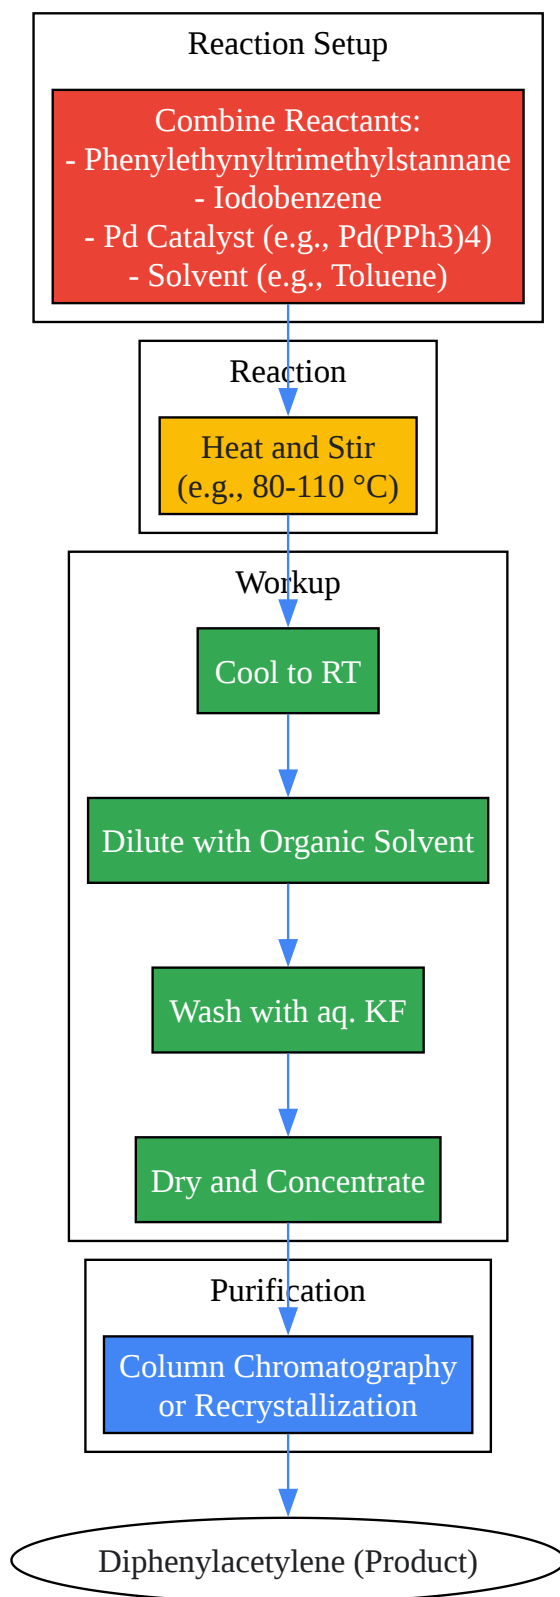 Reaction Setup
Combine Reactants:
- Phenylethynyltrimethylstannane
- Iodobenzene
- Pd Catalyst (e.g., Pd(PPh3)4)
- Solvent (e.g., Toluene)
Reaction
Heat and Stir
(e.g., 80-110 °C)
Workup
Cool to RT
Dilute with Organic Solvent
Wash with aq. KF
Dry and Concentrate
Purification
Column Chromatography
or Recrystallization
Diphenylacetylene (Product)